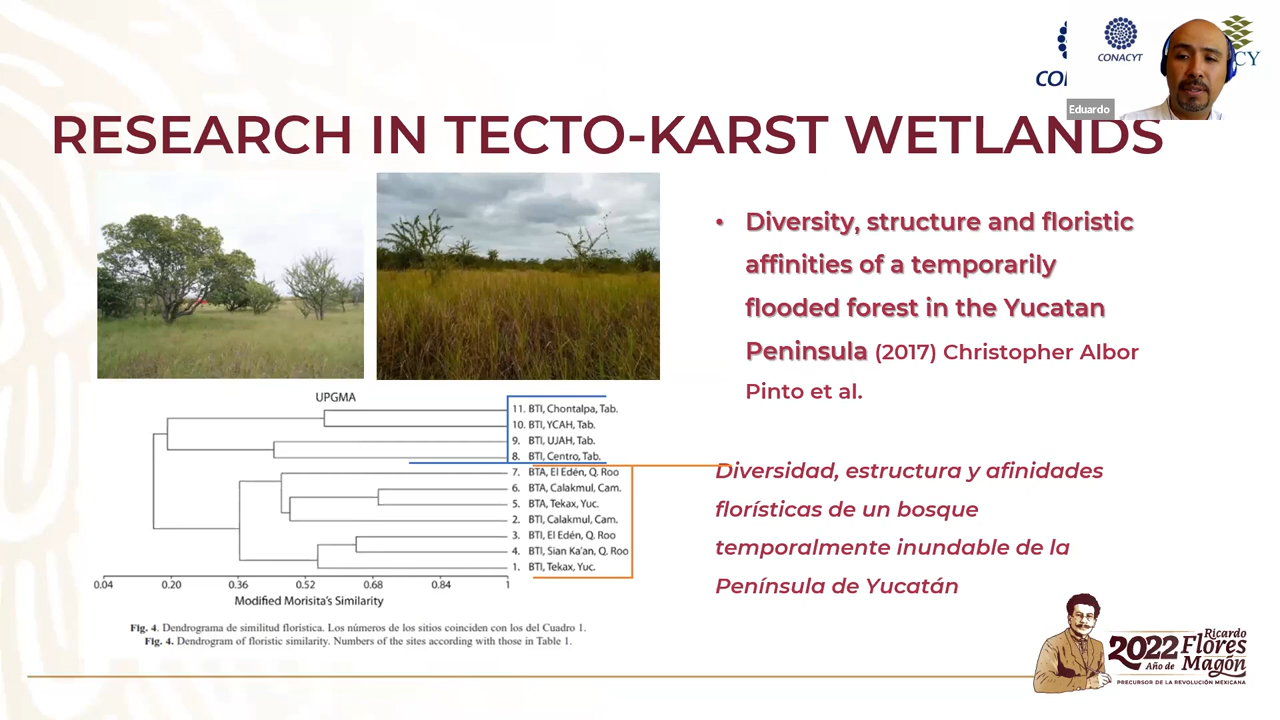 CONACYT
CO
CY
Eduardo
RESEARCH IN TECTO-KARST WETLANDS
• Diversity, structure and floristic
affinities of a temporarily
flooded forest in the Yucatan
Peninsula (2017) Christopher Albor
Pinto et al.
Diversidad, estructura y afinidades
florísticas de un bosque
temporalmente inundable de la
Península de Yucatán
UPGMA
11. BTI, Chontalpa, Tab.
10. BTI, YCAH, Tab.
9. BTI, UJAH, Tab.
8. BTI, Centro, Tab.
7. BTA, El Edén, Q. Roo
6. BTA, Calakmul, Cam.
5. BTA, Tekax, Yuc.
2. BTI, Calakmul, Cam.
3. BTI, El Edén, Q. Roo
4. BTI, Sian Ka'an, Q. Roo
1. BTI, Tekax, Yuc.
0.04 0.20 0.36 0.52 0.68 0.84 1
Modified Morisita's Similarity
Fig. 4. Dendrograma de similitud florística. Los números de los sitios coinciden con los del Cuadro 1.
Fig. 4. Dendrogram of floristic similarity. Numbers of the sites according with those in Table 1.
2022 Ricardo
Flores
Año de Magón
PRECURSOR DE LA REVOLUCIÓN MEXICANA